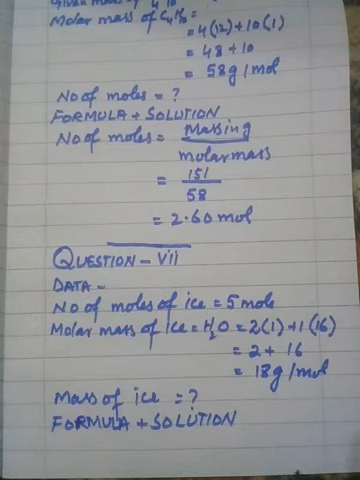 Molar mass of C4H10 =
= 4(12)+10(1)
= 48+10
= 58g/mol
No of moles = ?
FORMULA + SOLUTION
No of moles = Mass in g
molar mass
= 151
58
= 2.60 mol
QUESTION - VII
DATA -
No of moles of ice = 5 mole
Molar mass of ice = H2O = 2(1)+1(16)
= 2 + 16
= 18g/mol
Mass of ice = ?
FORMULA + SOLUTION